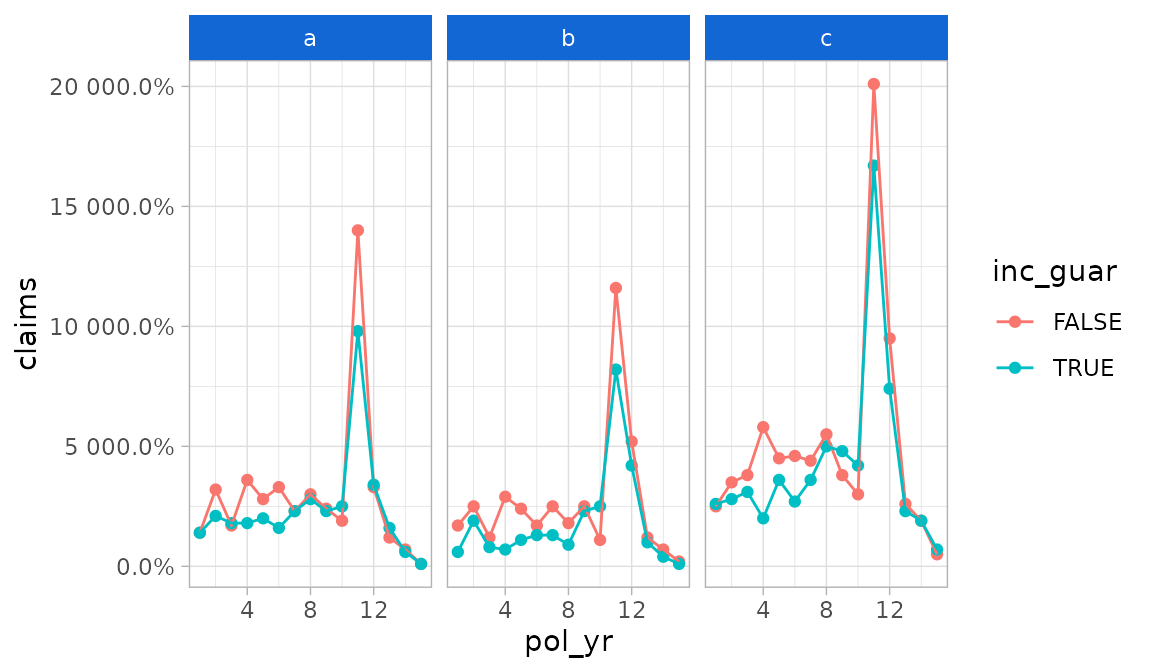 a b c
20 000.0%
15 000.0%
10 000.0%
5 000.0%
0.0%
claims
4 8 12 4 8 12 4 8 12
pol_yr
inc_guar
FALSE
TRUE